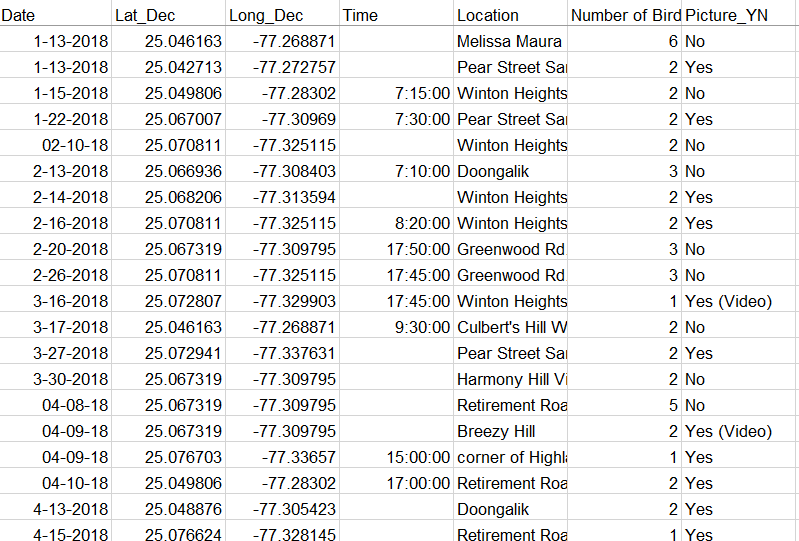 Date Lat_Dec Long_Dec Time Location Number of Bird Picture_YN
1-13-2018 25.046163 -77.268871 Melissa Maura 6 No
1-13-2018 25.042713 -77.272757 Pear Street Sa 2 Yes
1-15-2018 25.049806 -77.28302 7:15:00 Winton Heights 2 No
1-22-2018 25.067007 -77.30969 7:30:00 Pear Street Sa 2 Yes
02-10-18 25.070811 -77.325115 Winton Heights 2 No
2-13-2018 25.066936 -77.308403 7:10:00 Doongalik 3 No
2-14-2018 25.068206 -77.313594 Winton Heights 2 Yes
2-16-2018 25.070811 -77.325115 8:20:00 Winton Heights 2 Yes
2-20-2018 25.067319 -77.309795 17:50:00 Greenwood Rd 3 No
2-26-2018 25.070811 -77.325115 17:45:00 Greenwood Rd 3 No
3-16-2018 25.072807 -77.329903 17:45:00 Winton Heights 1 Yes (Video)
3-17-2018 25.046163 -77.268871 9:30:00 Culbert's Hill W 2 No
3-27-2018 25.072941 -77.337631 Pear Street Sa 2 Yes
3-30-2018 25.067319 -77.309795 Harmony Hill Vi 2 No
04-08-18 25.067319 -77.309795 Retirement Roa 5 No
04-09-18 25.067319 -77.309795 Breezy Hill 2 Yes (Video)
04-09-18 25.076703 -77.33657 15:00:00 corner of Highl 1 Yes
04-10-18 25.049806 -77.28302 17:00:00 Retirement Roa 2 Yes
4-13-2018 25.048876 -77.305423 Doongalik 2 Yes
4-15-2018 25.076624 -77.328145 Retirement Roa 1 Yes